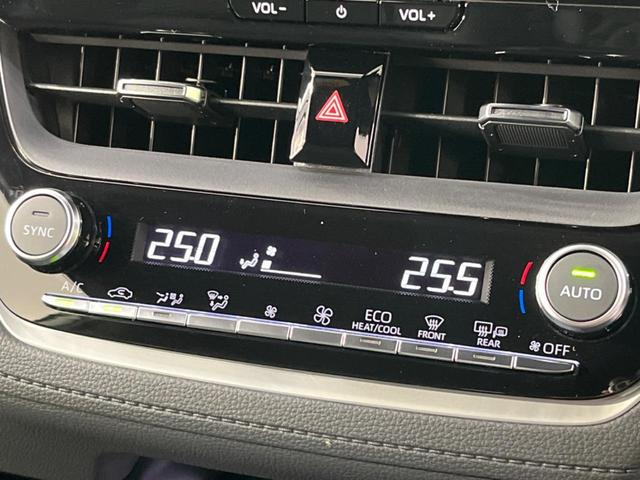 VOL- VOL+
SYNC 25.0 25.5 AUTO
A/C ECO HEAT/COOL FRONT REAR OFF